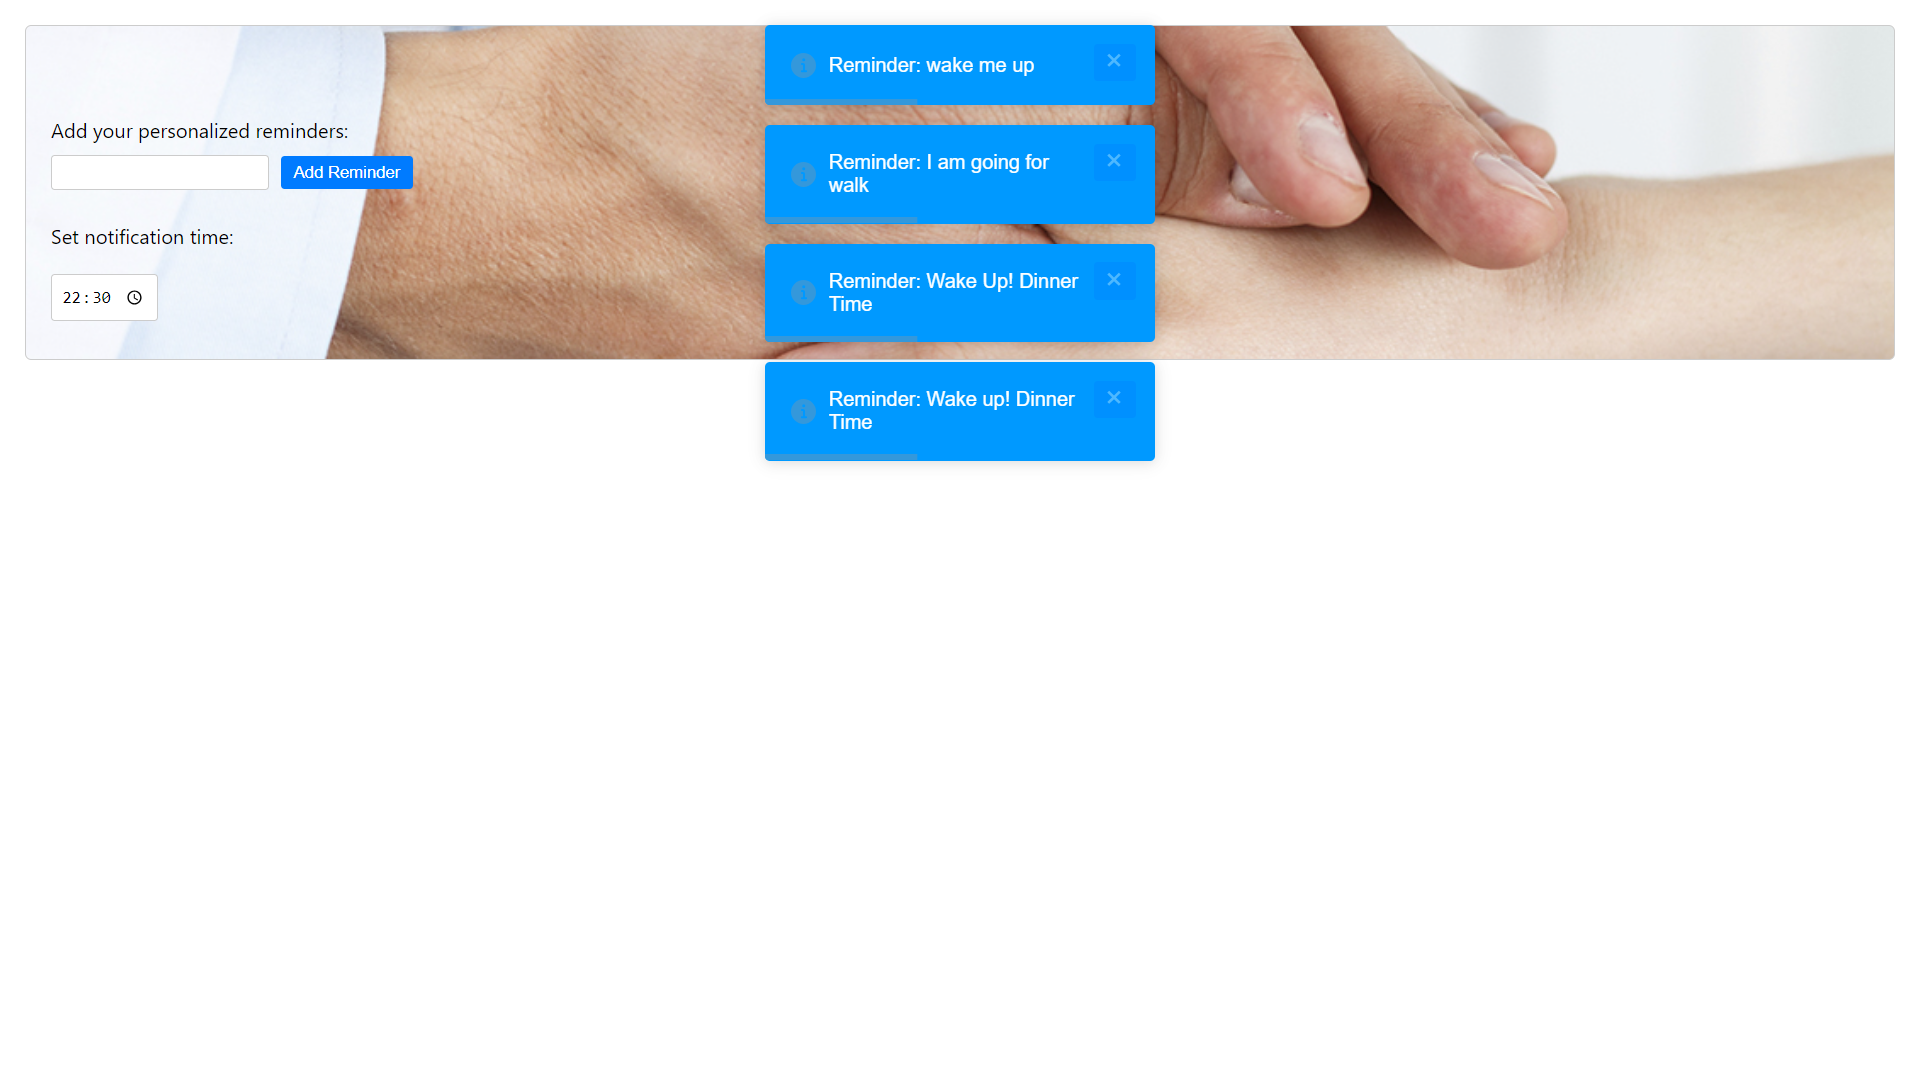 Add your personalized reminders:
Add Reminder
Set notification time:
22:30
Reminder: wake me up
Reminder: I am going for
walk
Reminder: Wake Up! Dinner
Time
Reminder: Wake up! Dinner
Time